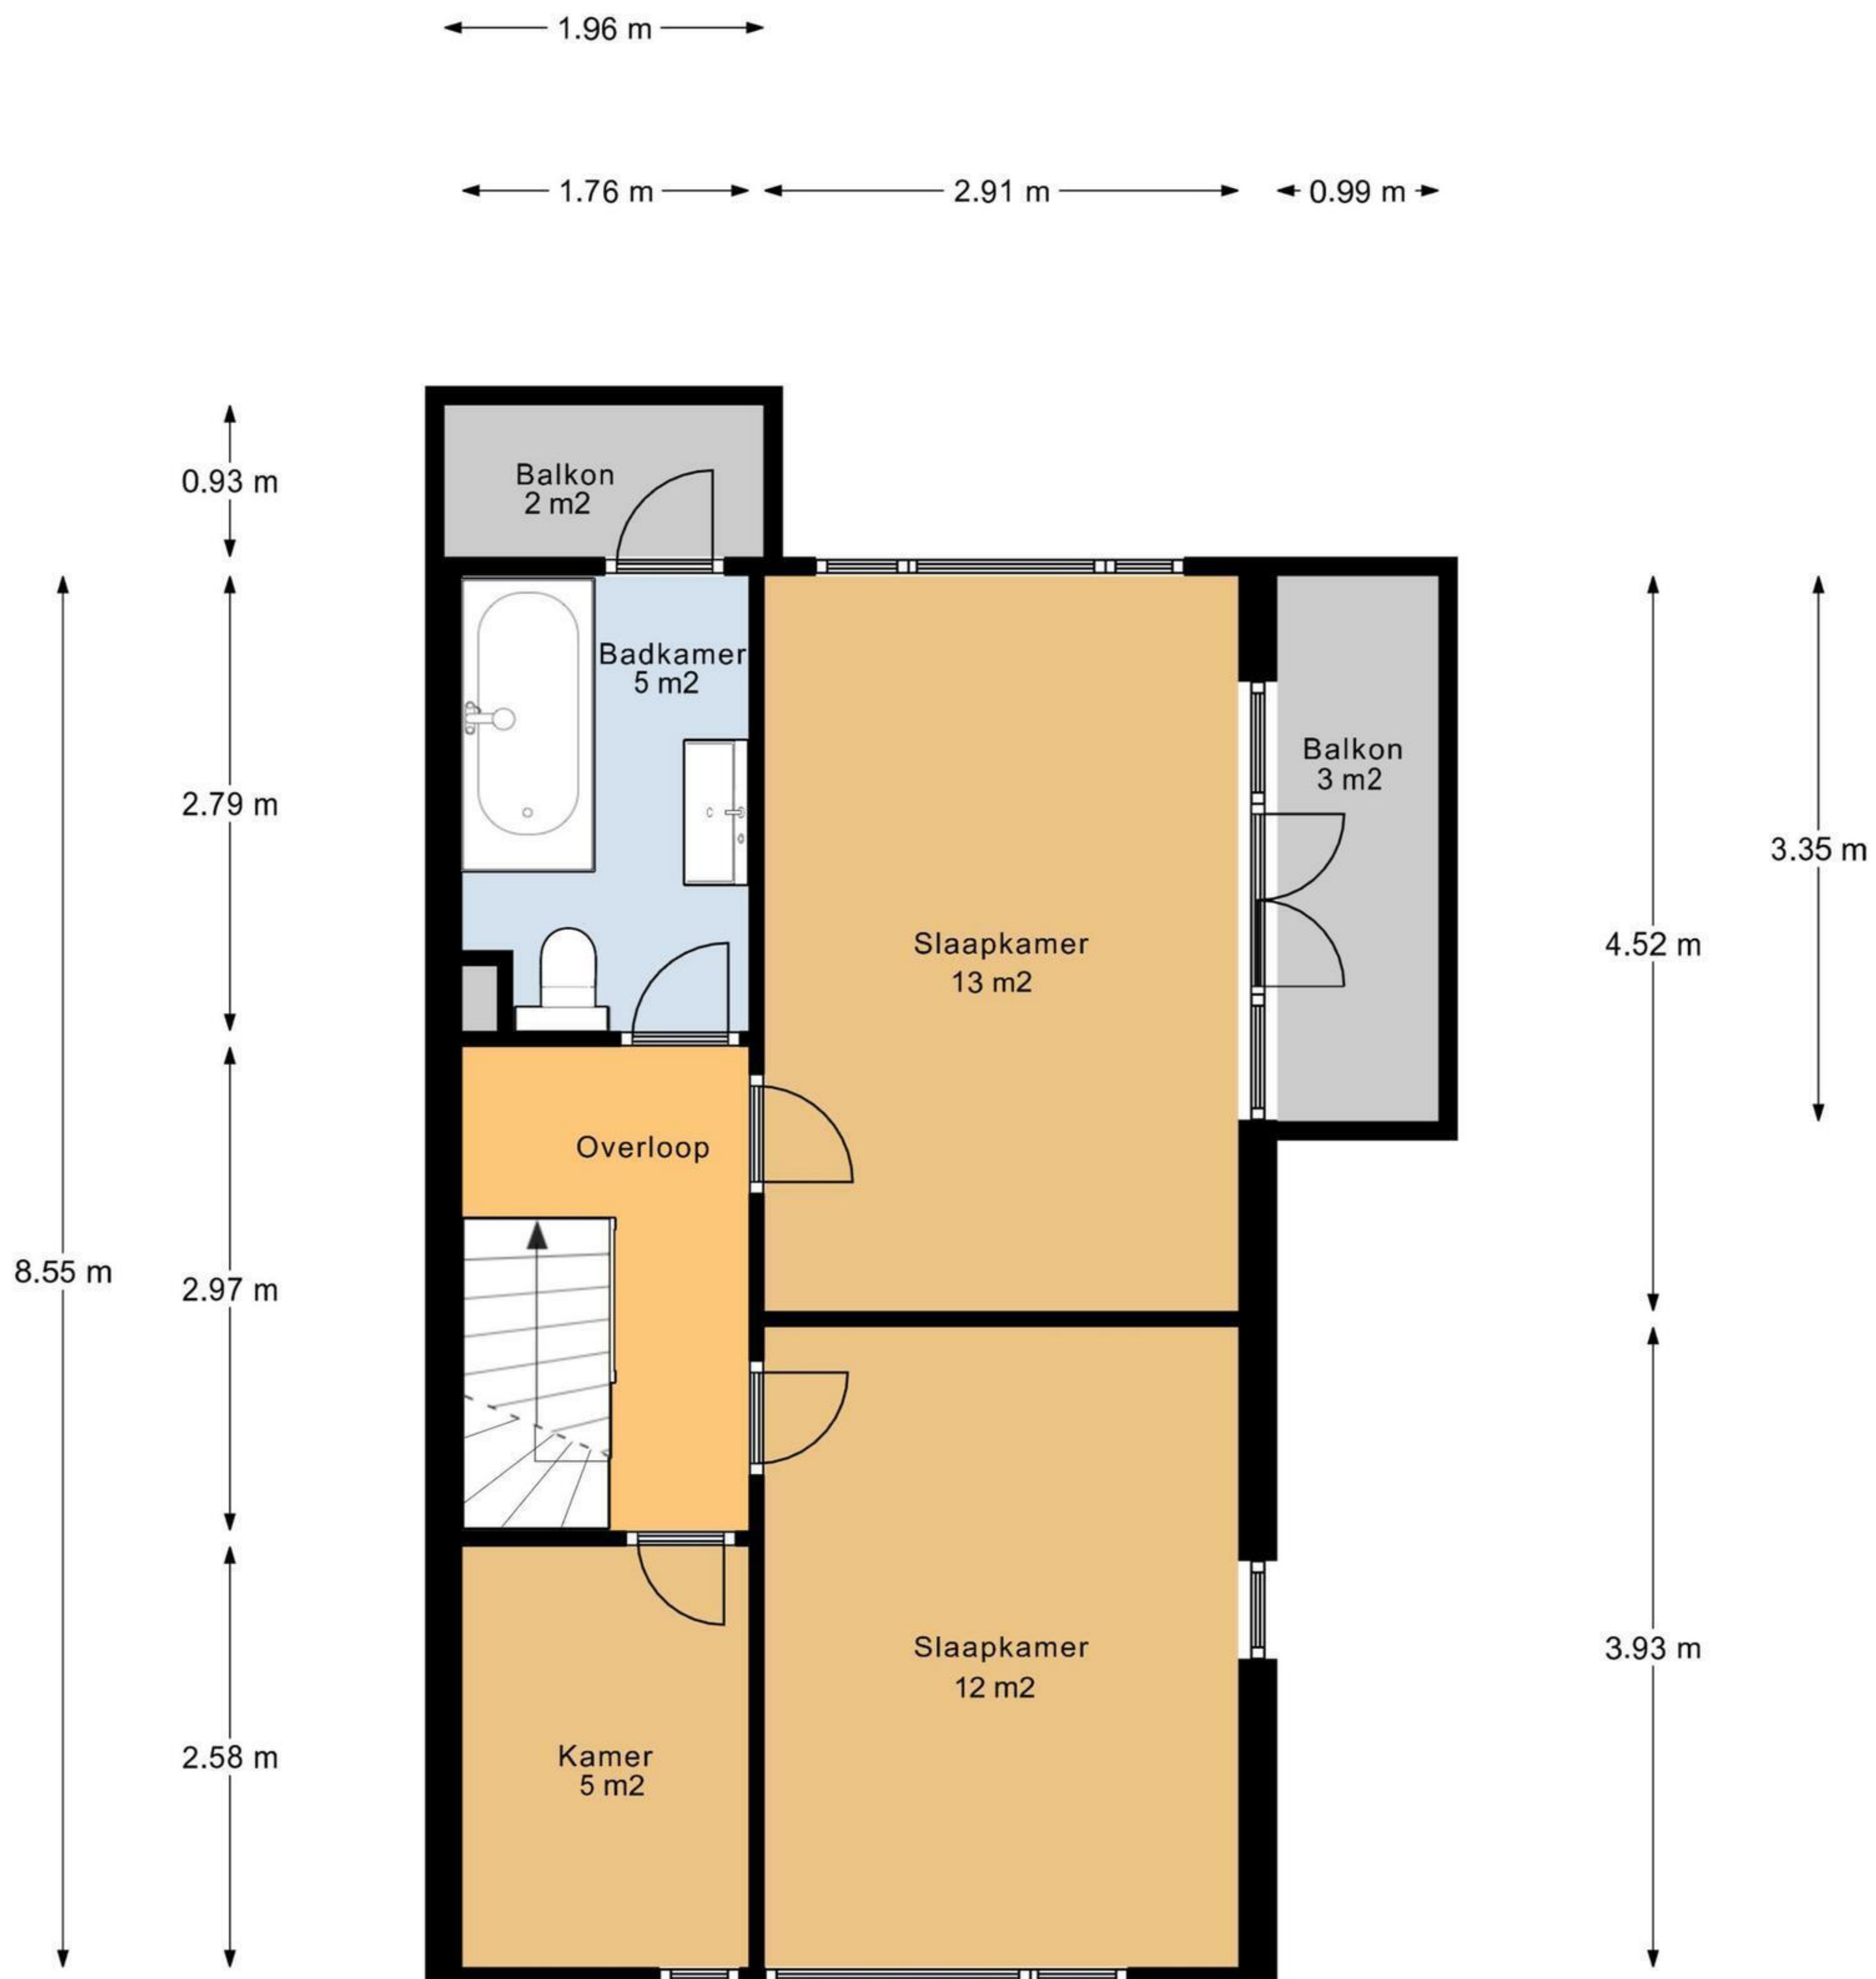 1.96 m
1.76 m
2.91 m
0.99 m
0.93 m
Balkon
2 m2
Badkamer
5 m2
Balkon
3 m2
2.79 m
3.35 m
Slaapkamer
13 m2
4.52 m
Overloop
8.55 m
2.97 m
Slaapkamer
12 m2
3.93 m
Kamer
5 m2
2.58 m